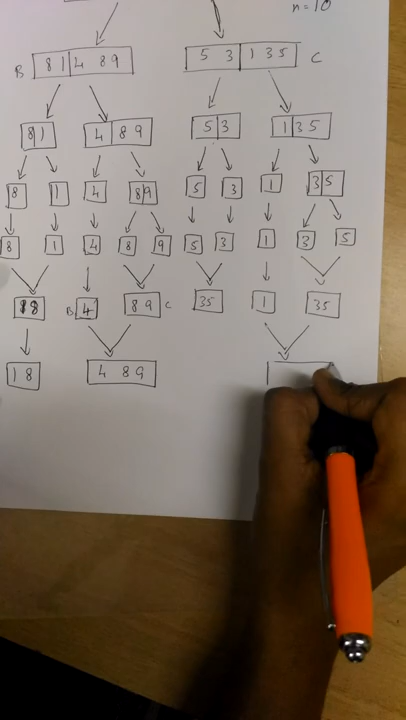 n=10
B 8 1 4 8 9 5 3 1 3 5 C
8 1 4 8 9 5 3 1 3 5
8 1 4 8 9 5 3 1 3 5
8 1 4 8 9 5 3 1 3 5
1 8 B 4 8 9 C 3 5 1 3 5
1 8 4 8 9